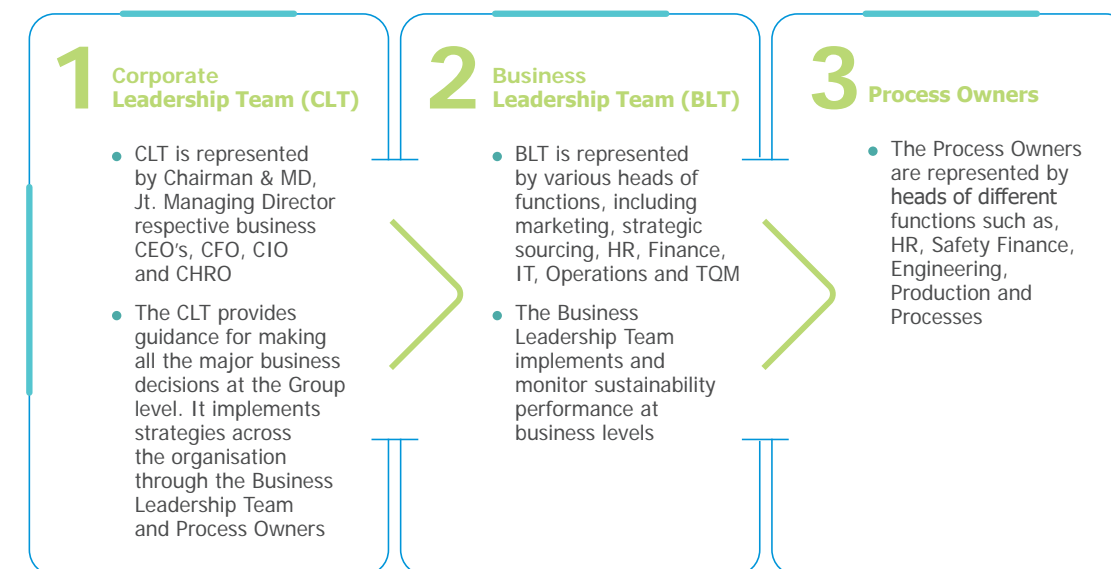 1
Corporate
Leadership Team (CLT)
● CLT is represented
by Chairman & MD,
Jt. Managing Director
respective business
CEO's, CFO, CIO
and CHRO
● The CLT provides
guidance for making
all the major business
decisions at the Group
level. It implements
strategies across
the organisation
through the Business
Leadership Team
and Process Owners
2
Business
Leadership Team (BLT)
● BLT is represented
by various heads of
functions, including
marketing, strategic
sourcing, HR, Finance,
IT, Operations and TQM
● The Business
Leadership Team
implements and
monitor sustainability
performance at
business levels
3
Process Owners
● The Process Owners
are represented by
heads of different
functions such as,
HR, Safety Finance,
Engineering,
Production and
Processes